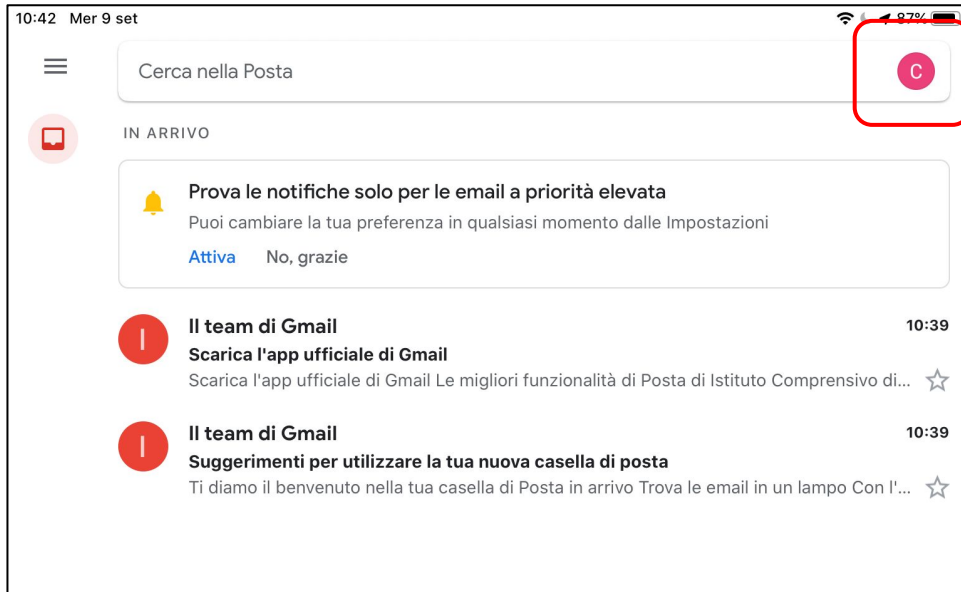 10:42 Mer 9 set
87%
Cerca nella Posta
C
IN ARRIVO
Prova le notifiche solo per le email a priorità elevata
Puoi cambiare la tua preferenza in qualsiasi momento dalle Impostazioni
Attiva No, grazie
I
Il team di Gmail 10:39
Scarica l'app ufficiale di Gmail
Scarica l'app ufficiale di Gmail Le migliori funzionalità di Posta di Istituto Comprensivo di...
I
Il team di Gmail 10:39
Suggerimenti per utilizzare la tua nuova casella di posta
Ti diamo il benvenuto nella tua casella di Posta in arrivo Trova le email in un lampo Con l'...